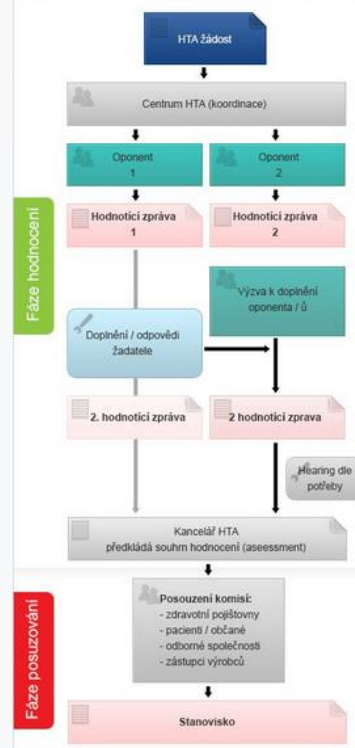 HTA žádost
Centrum HTA (koordinace)
Oponent
1
Oponent
2
Fáze hodnocení
Hodnotící zpráva
1
Hodnotící zpráva
2
Výzva k doplnění
oponenta / ů
Doplnění / odpovědi
žadatele
2. hodnotící zpráva
2 hodnotící zprava
Hearing dle
potřeby
Kancelář HTA
předkládá souhrn hodnocení (aseessment)
Fáze posuzování
Posouzení komisí:
- zdravotní pojišťovny
- pacienti / občané
- odborné společnosti
- zástupci výrobců
Stanovisko